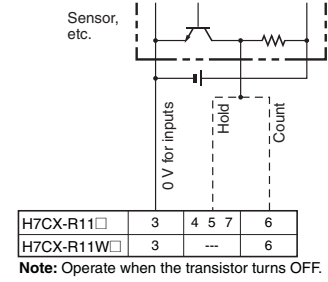 Sensor,
etc.
0 V for inputs
Hold
Count
H7CX-R11□ 3 4 5 7 6
H7CX-R11W□ 3 --- 6
Note: Operate when the transistor turns OFF.